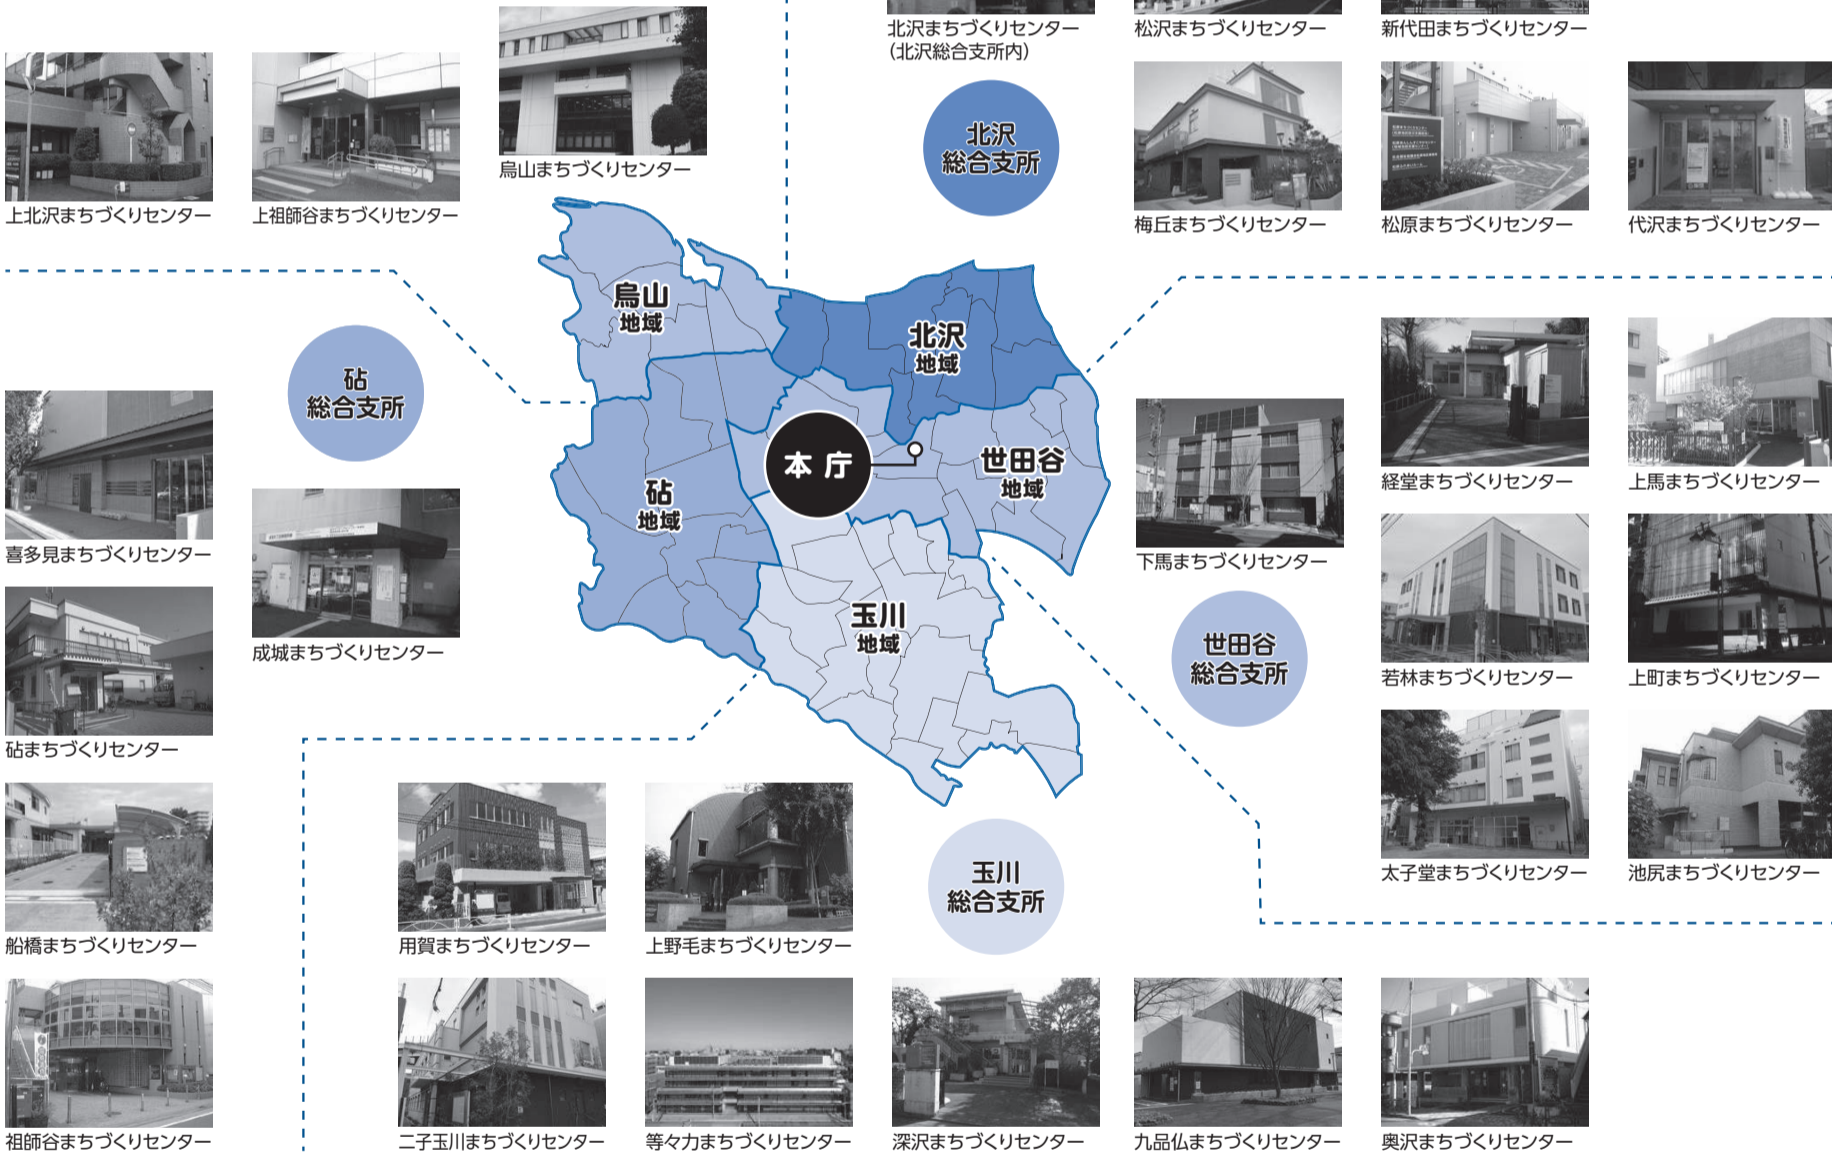 北沢まちづくりセンター
(北沢総合支所内)
松沢まちづくりセンター
新代田まちづくりセンター
烏山まちづくりセンター
上北沢まちづくりセンター
上祖師谷まちづくりセンター
北沢
総合支所
梅丘まちづくりセンター
松原まちづくりセンター
代沢まちづくりセンター
烏山
地域
北沢
地域
砧
総合支所
本庁
世田谷
地域
砧
地域
玉川
地域
経堂まちづくりセンター
上馬まちづくりセンター
喜多見まちづくりセンター
下馬まちづくりセンター
成城まちづくりセンター
世田谷
総合支所
若林まちづくりセンター
上町まちづくりセンター
砧まちづくりセンター
玉川
総合支所
太子堂まちづくりセンター
池尻まちづくりセンター
船橋まちづくりセンター
用賀まちづくりセンター
上野毛まちづくりセンター
祖師谷まちづくりセンター
二子玉川まちづくりセンター
等々力まちづくりセンター
深沢まちづくりセンター
九品仏まちづくりセンター
奥沢まちづくりセンター